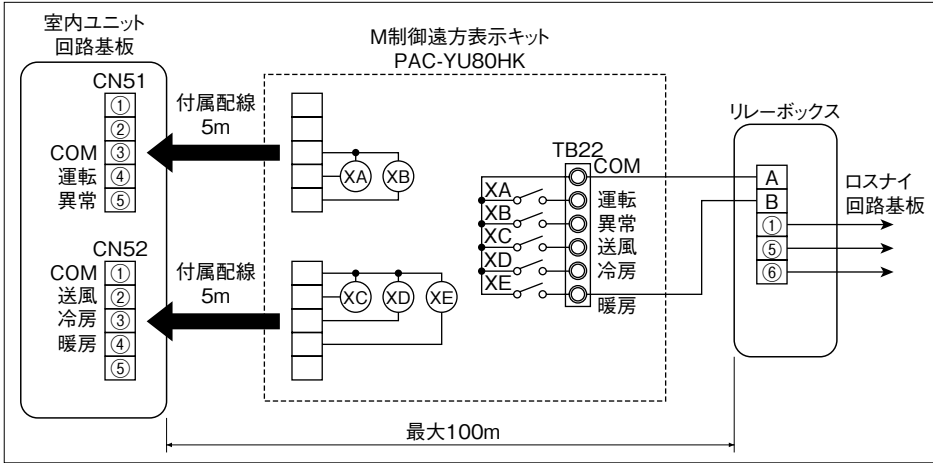 室内ユニット
回路基板
CN51
①
②
COM ③
運転 ④
異常 ⑤
付属配線
5m
CN52
COM ①
送風 ②
冷房 ③
暖房 ④
⑤
付属配線
5m
M制御遠方表示キット
PAC-YU80HK
XA
XB
XC
XD
XE
TB22
COM
XA 運転
XB 異常
XC 送風
XD 冷房
XE 暖房
リレーボックス
A
B
①
⑤
⑥
ロスナイ
回路基板
最大100m